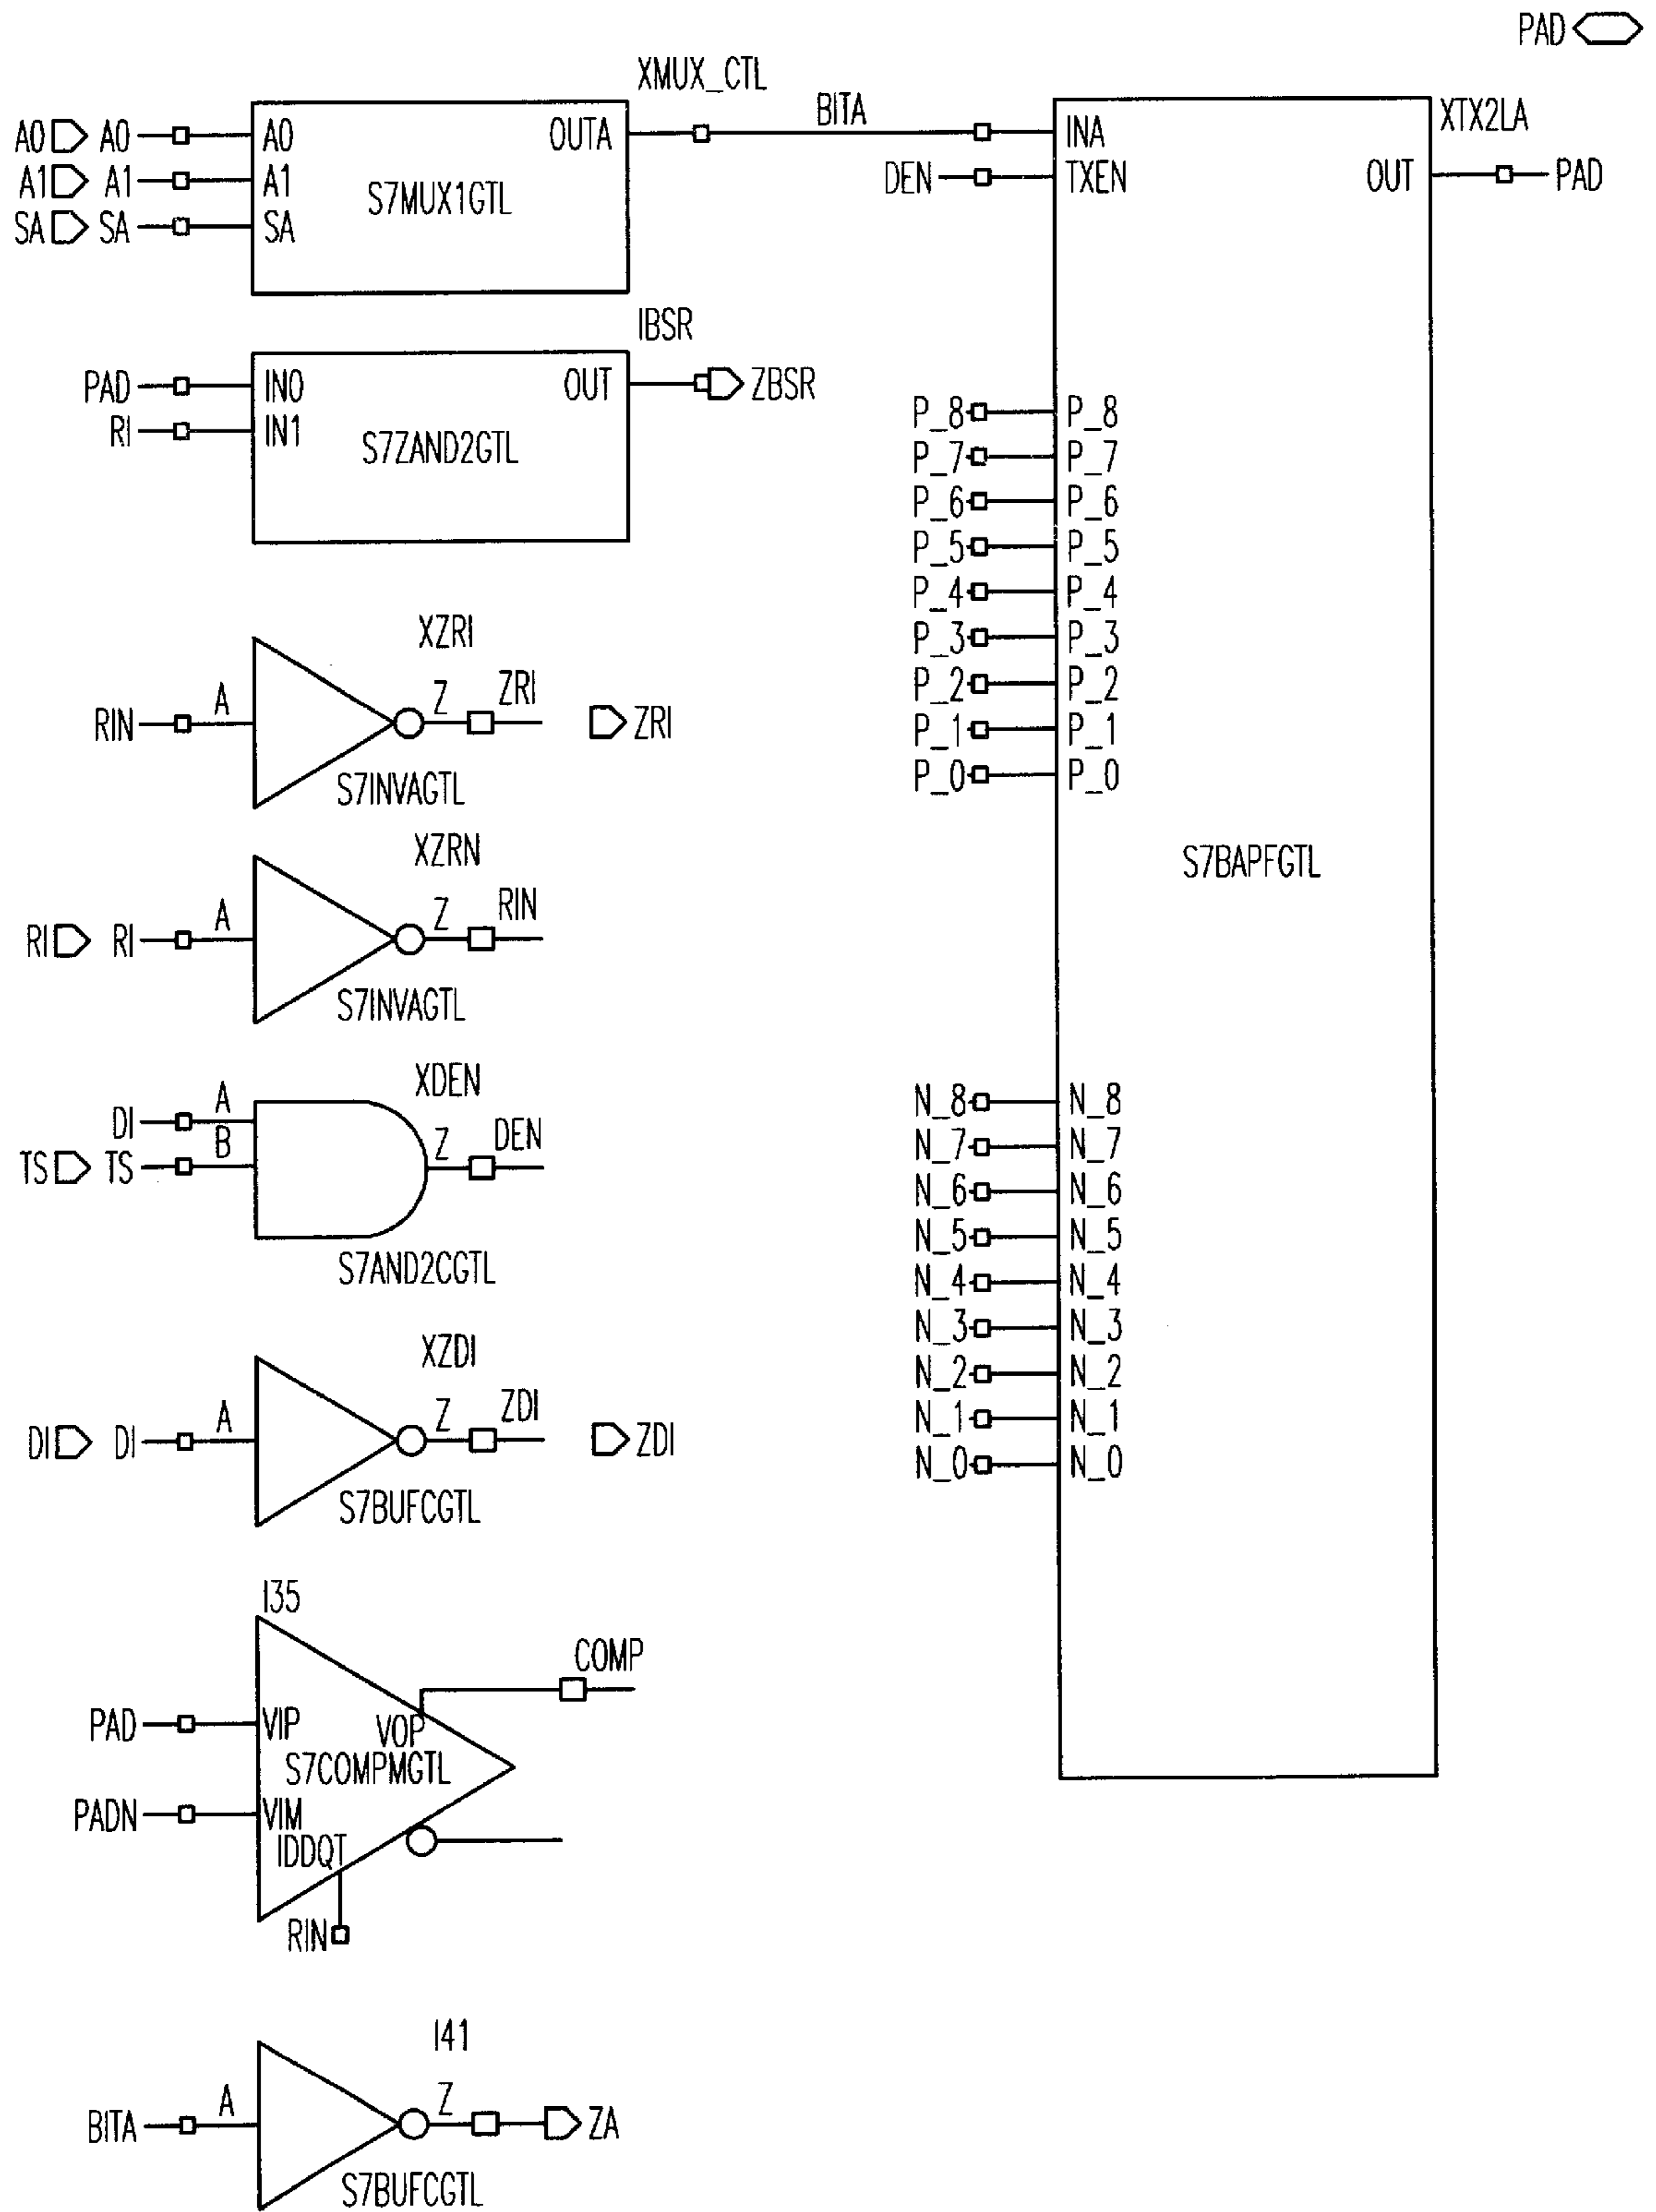 PAD
XMUX_CTL
A0 A0 A0 OUTA BITA INA XTX2LA
A1 A1 A1 DEN TXEN OUT PAD
SA SA SA
S7MUX1GTL
IBSR
PAD IN0 OUT ZBSR
RI IN1
S7ZAND2GTL
P_8 P_8
P_7 P_7
P_6 P_6
P_5 P_5
P_4 P_4
P_3 P_3
P_2 P_2
P_1 P_1
P_0 P_0
XZRI
RIN A Z ZRI ZRI
S7INVAGTL
S7BAPFGTL
XZRN
RI RI A Z RIN
S7INVAGTL
XDEN
DI A
TS TS B Z DEN
S7AND2CGTL
N_8 N_8
N_7 N_7
N_6 N_6
N_5 N_5
N_4 N_4
N_3 N_3
N_2 N_2
N_1 N_1
N_0 N_0
XZDI
DI DI A Z ZDI ZDI
S7BUFCGTL
I35
COMP
PAD VIP VOP
S7COMPMGTL
PADN VIM
IDDQT
RIN
I41
BITA A Z ZA
S7BUFCGTL